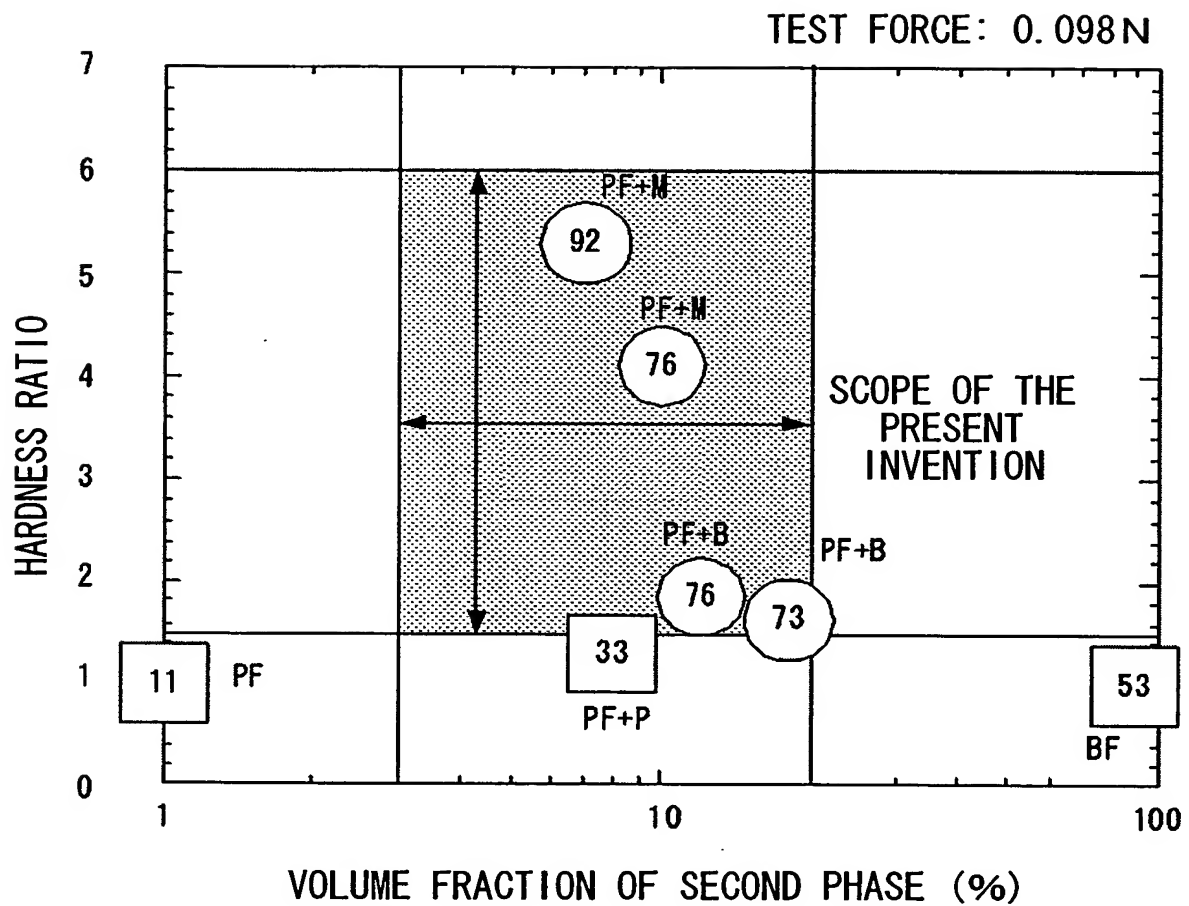 TEST FORCE: 0.098N
7
6
5
4
3
2
1
0
HARDNESS RATIO
PF+M
92
PF+M
76
SCOPE OF THE
PRESENT
INVENTION
PF+B
76
PF+B
73
33
PF+P
11
PF
53
BF
1
10
100
VOLUME FRACTION OF SECOND PHASE (%)